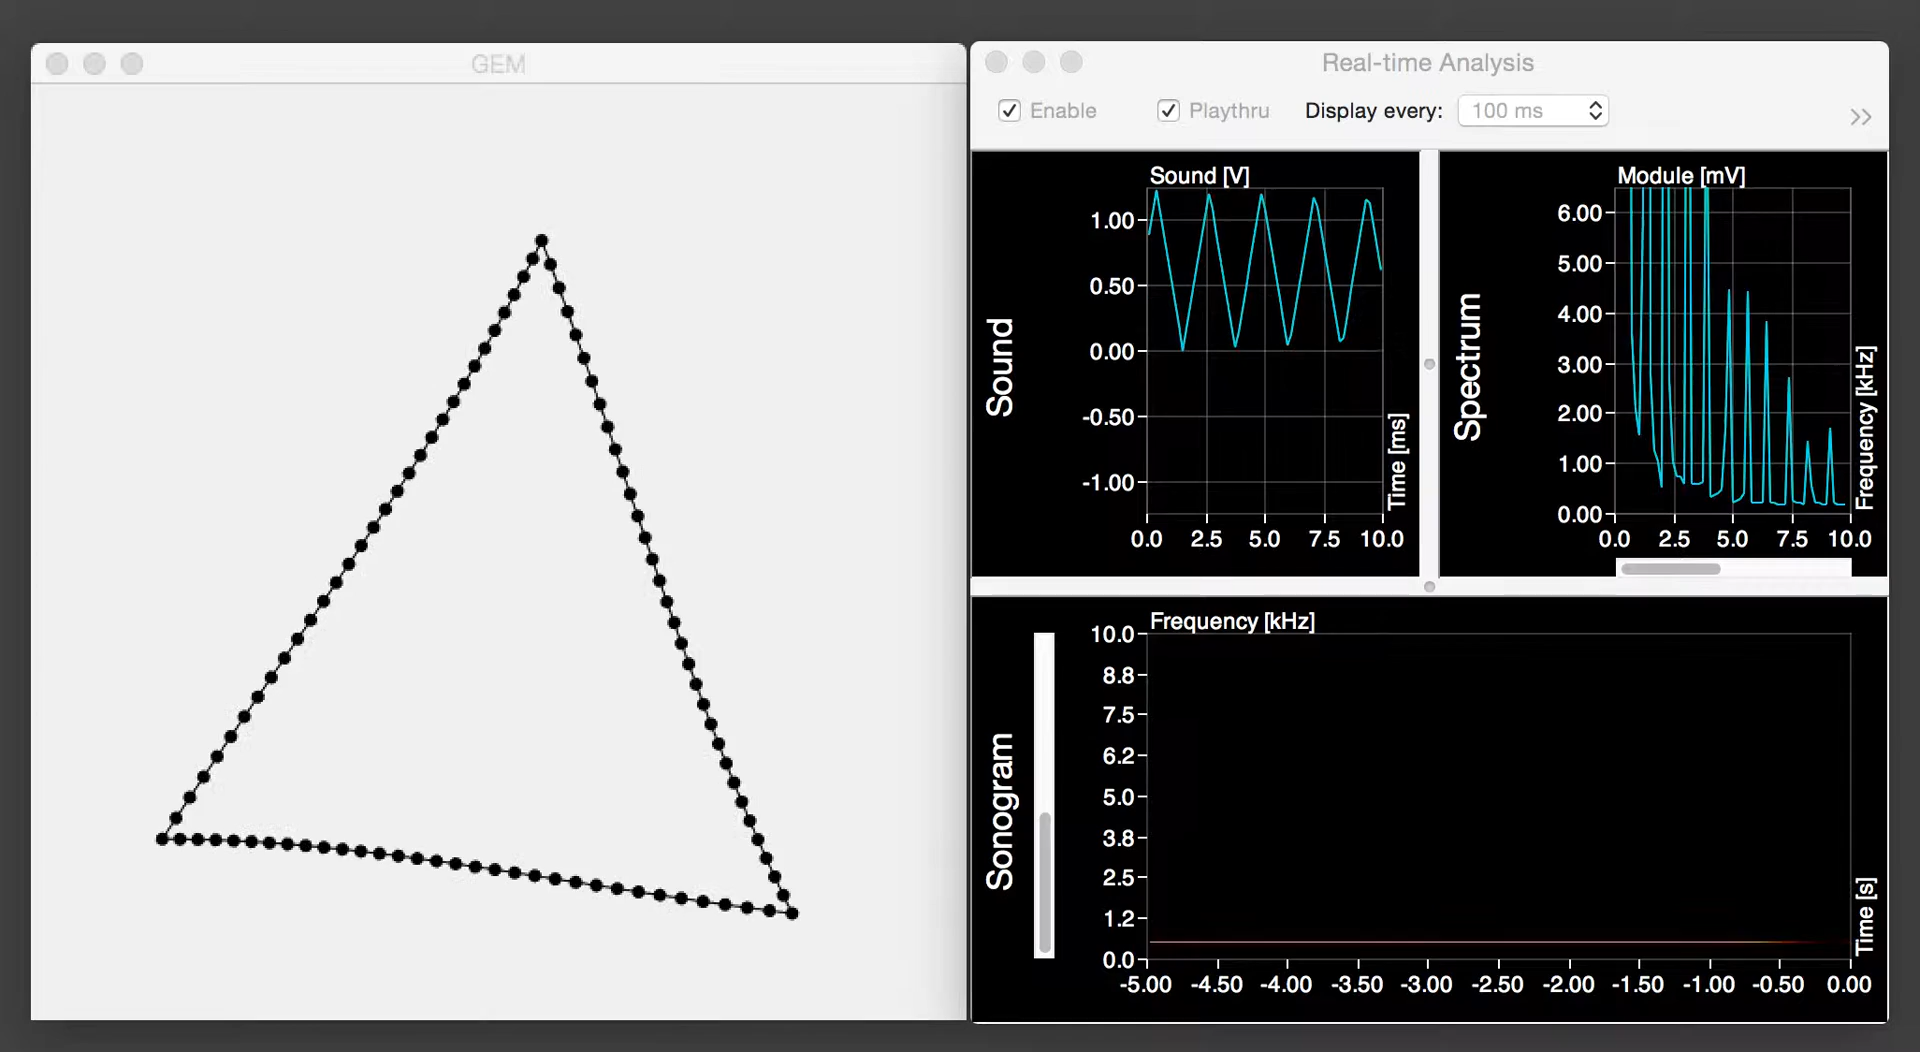 GEM
Real-time Analysis
Enable Playthru Display every: 100 ms
Sound
Sound [V]
1.00
0.50
0.00
-0.50
-1.00
0.0 2.5 5.0 7.5 10.0
Time [ms]
Spectrum
Module [mV]
6.00
5.00
4.00
3.00
2.00
1.00
0.00
0.0 2.5 5.0 7.5 10.0
Frequency [kHz]
Sonogram
Frequency [kHz]
10.0
8.8
7.5
6.2
5.0
3.8
2.5
1.2
0.0
-5.00 -4.50 -4.00 -3.50 -3.00 -2.50 -2.00 -1.50 -1.00 -0.50 0.00
Time [s]